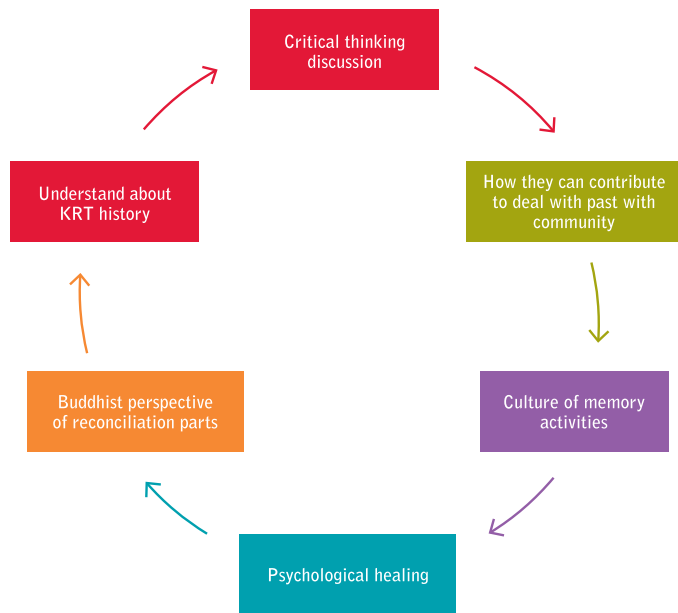 Critical thinking
discussion
How they can contribute
to deal with past with
community
Culture of memory
activities
Psychological healing
Buddhist perspective
of reconciliation parts
Understand about
KRT history